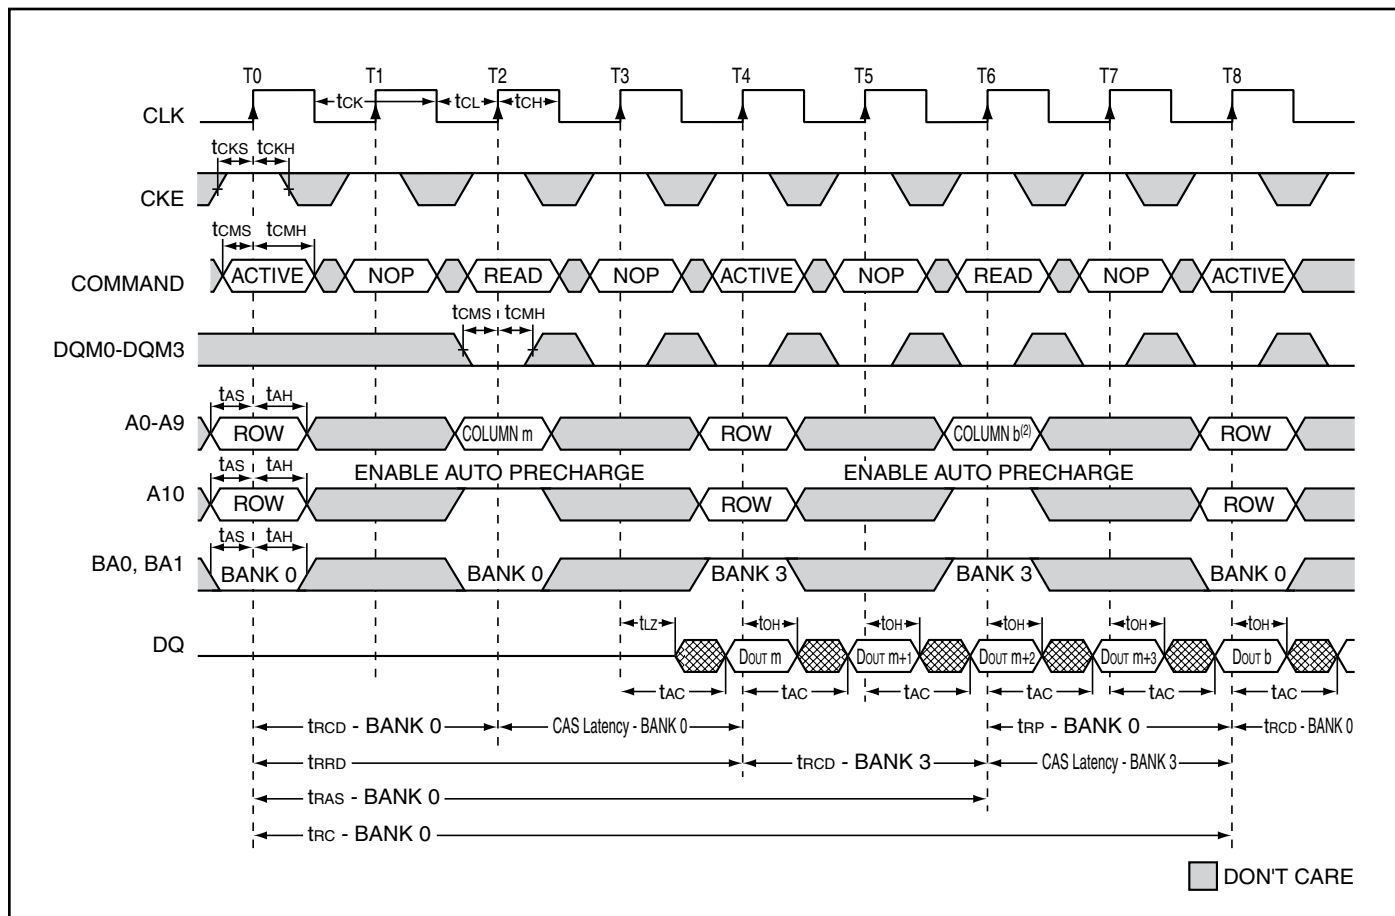 T0 T1 T2 T3 T4 T5 T6 T7 T8
tCK tCL tCH
CLK
tCKS tCKH
CKE
tCMS tCMH
COMMAND ACTIVE NOP READ NOP ACTIVE NOP READ NOP ACTIVE
tCMS tCMH
DQM0-DQM3
tAS tAH
A0-A9 ROW COLUMN m ROW COLUMN b(2) ROW
tAS tAH ENABLE AUTO PRECHARGE ENABLE AUTO PRECHARGE
A10 ROW ROW ROW
tAS tAH
BA0, BA1 BANK 0 BANK 0 BANK 3 BANK 3 BANK 0
tLZ tOH tOH tOH tOH tOH
DQ DOUT m DOUT m+1 DOUT m+2 DOUT m+3 DOUT b
tAC tAC tAC tAC tAC tAC
tRCD - BANK 0 CAS Latency - BANK 0 tRP - BANK 0 tRCD - BANK 0
tRRD tRCD - BANK 3 CAS Latency - BANK 3
tRAS - BANK 0
tRC - BANK 0
DON'T CARE